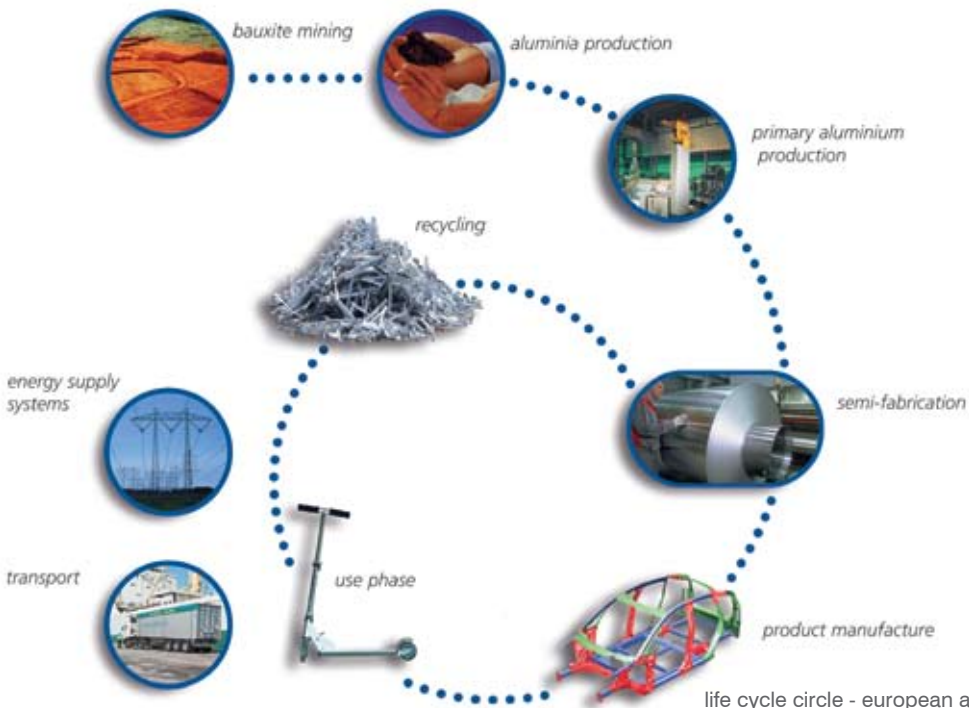 bauxite mining
aluminia production
primary aluminium
production
recycling
energy supply
systems
semi-fabrication
transport
use phase
product manufacture
life cycle circle - european a